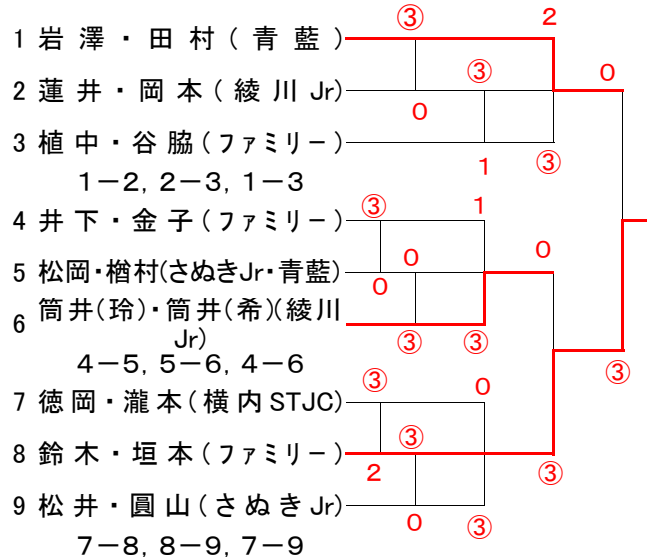 ③ 2
1 岩澤・田村(青藍)
③ 0
2 蓮井・岡本(綾川Jr)
0
3 植中・谷脇(ファミリー)
1 ③
1－2, 2－3, 1－3
③ 1
4 井下・金子(ファミリー)
0 0
5 松岡・楢村(さぬきJr・青藍)
0
6 筒井(玲)・筒井(希)(綾川
Jr)
③ ③
4－5, 5－6, 4－6
③
③ 0
7 徳岡・瀧本(横内STJC)
③
8 鈴木・垣本(ファミリー)
2 ③
9 松井・圓山(さぬきJr)
0 ③
7－8, 8－9, 7－9